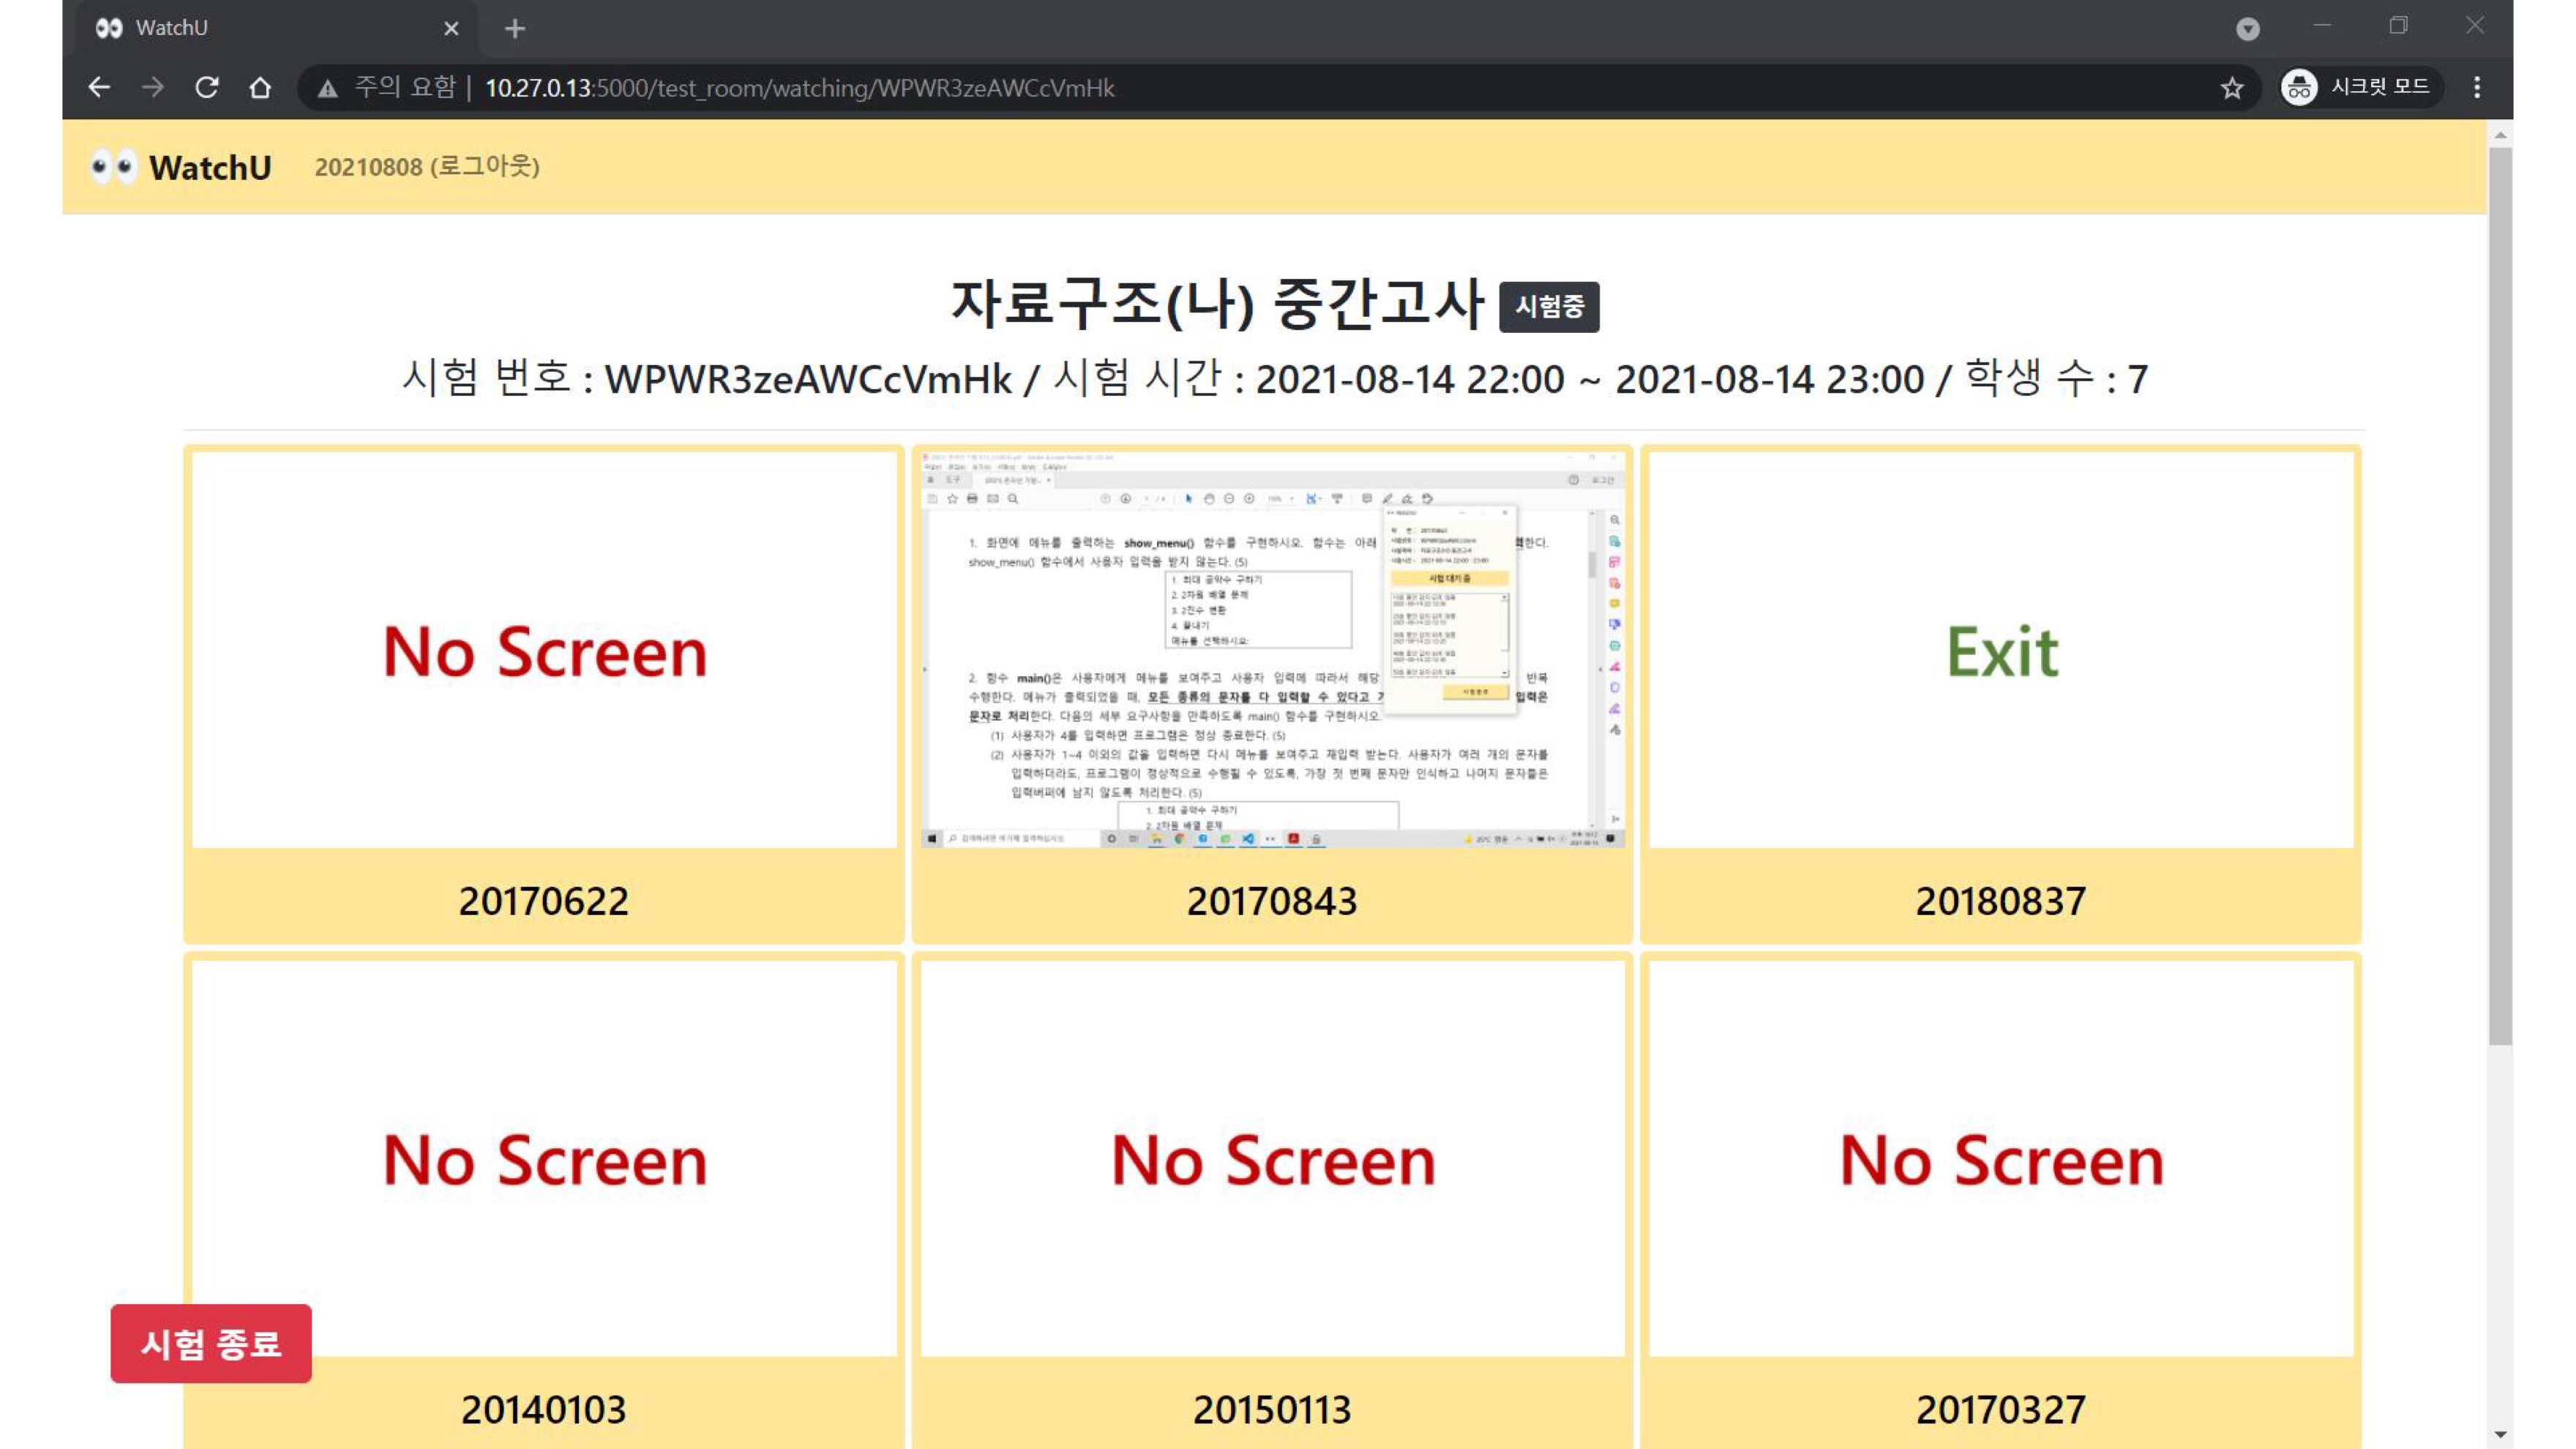 WatchU
주의 요함 | 10.27.0.13:5000/test_room/watching/WPWR3zeAWCcVmHk
시크릿 모드
WatchU 20210808 (로그아웃)
자료구조(나) 중간고사 시험중
시험 번호 : WPWR3zeAWCcVmHk / 시험 시간 : 2021-08-14 22:00 ~ 2021-08-14 23:00 / 학생 수 : 7
No Screen
1. 화면에 메뉴를 출력하는 show_menu() 함수를 구현하시오. 함수는 아래
show_menu() 함수에서 사용자 입력을 받지 않는다. (5)
1. 최대 공약수 구하기
2. 2차원 배열 문제
3. 2진수 변환
4. 끝내기
메뉴를 선택하시오:
시험 대기 중
2. 함수 main()은 사용자에게 메뉴를 보여주고 사용자 입력에 따라서 해당 반복
수행한다. 메뉴가 출력되었을 때, 모든 종류의 문자를 다 입력할 수 있다고 입력은
문자로 처리한다. 다음의 세부 요구사항을 만족하도록 main() 함수를 구현하시오.
(1) 사용자가 4를 입력하면 프로그램은 정상 종료한다. (5)
(2) 사용자가 1~4 이외의 값을 입력하면 다시 메뉴를 보여주고 재입력 받는다. 사용자가 여러 개의 문자를
입력하더라도, 프로그램이 정상적으로 수행될 수 있도록, 가장 첫 번째 문자만 인식하고 나머지 문자들은
입력버퍼에 남지 않도록 처리한다. (5)
1. 최대 공약수 구하기
2. 2차원 배열 문제
Exit
20170622
20170843
20180837
No Screen
No Screen
No Screen
시험 종료
20140103
20150113
20170327